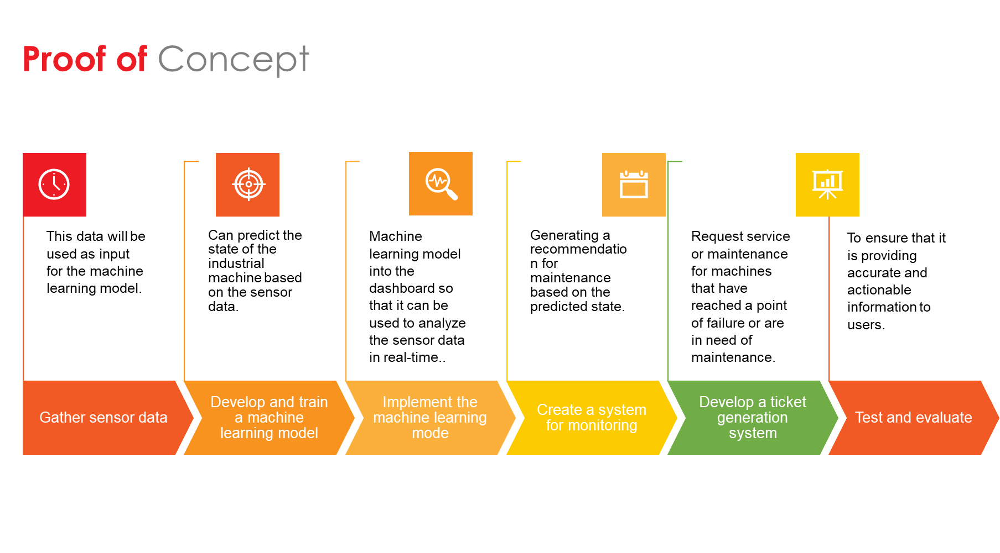 Proof of Concept
This data will be
used as input
for the machine
learning model.
Can predict the
state of the
industrial
machine based
on the sensor
data.
Machine
learning model
into the
dashboard so
that it can be
used to analyze
the sensor data
in real-time..
Generating a
recommendatio
n for
maintenance
based on the
predicted state.
Request service
or maintenance
for machines
that have
reached a point
of failure or are
in need of
maintenance.
To ensure that it
is providing
accurate and
actionable
information to
users.
Gather sensor data
Develop and train
a machine
learning model
Implement the
machine learning
mode
Create a system
for monitoring
Develop a ticket
generation
system
Test and evaluate